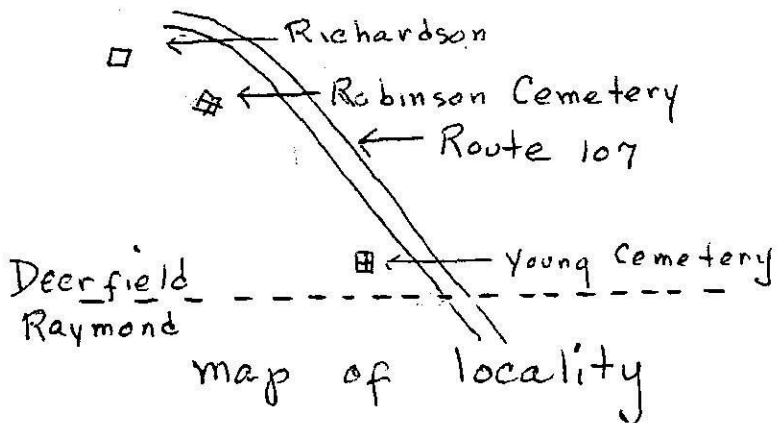 Richardson
Robinson Cemetery
Route 107
Young Cemetery
Deerfield
Raymond
map of locality